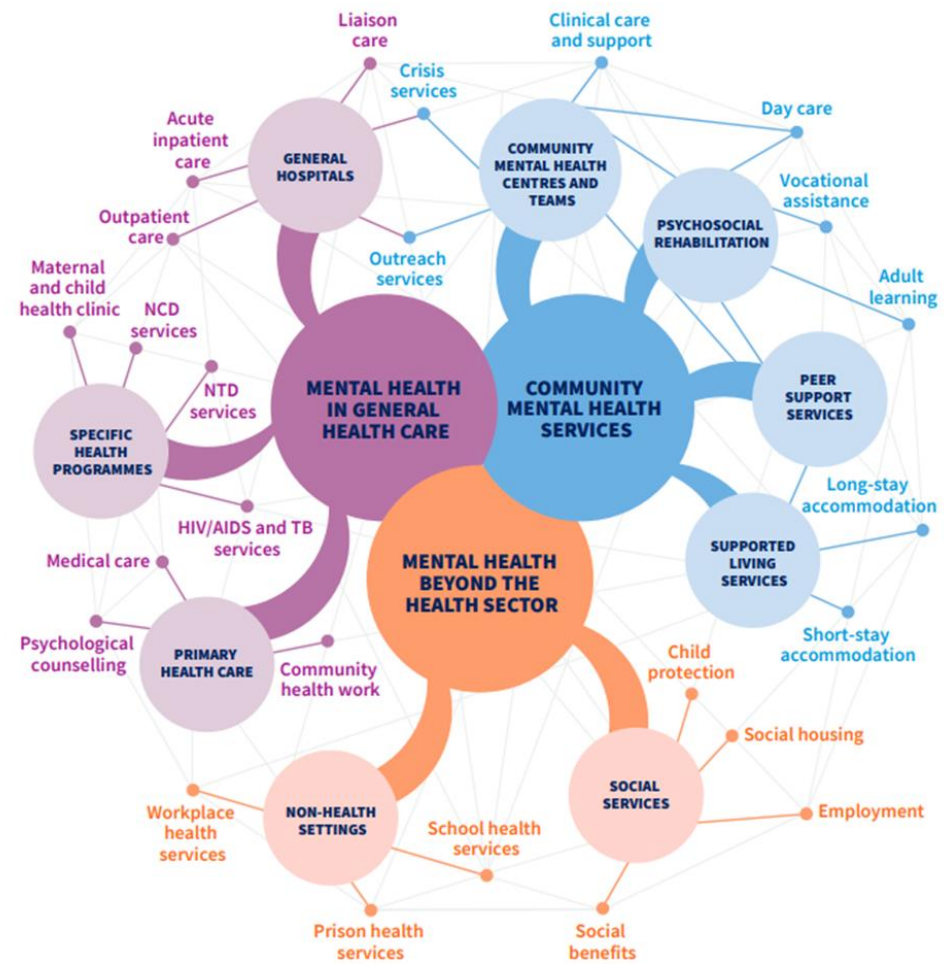 Liaison
care
Clinical care
and support
Crisis
services
Day care
Acute
inpatient
care
GENERAL
HOSPITALS
COMMUNITY
MENTAL HEALTH
CENTRES AND
TEAMS
Vocational
assistance
PSYCHOSOCIAL
REHABILITATION
Outpatient
care
Outreach
services
Maternal
and child
health clinic
NCD
services
Adult
learning
NTD
services
MENTAL HEALTH
IN GENERAL
HEALTH CARE
COMMUNITY
MENTAL HEALTH
SERVICES
PEER
SUPPORT
SERVICES
SPECIFIC
HEALTH
PROGRAMMES
Long-stay
accommodation
HIV/AIDS and TB
services
Medical care
MENTAL HEALTH
BEYOND THE
HEALTH SECTOR
SUPPORTED
LIVING
SERVICES
Psychological
counselling
PRIMARY
HEALTH CARE
Community
health work
Short-stay
accommodation
Child
protection
Social housing
SOCIAL
SERVICES
Employment
Workplace
health
services
NON-HEALTH
SETTINGS
School health
services
Prison health
services
Social
benefits